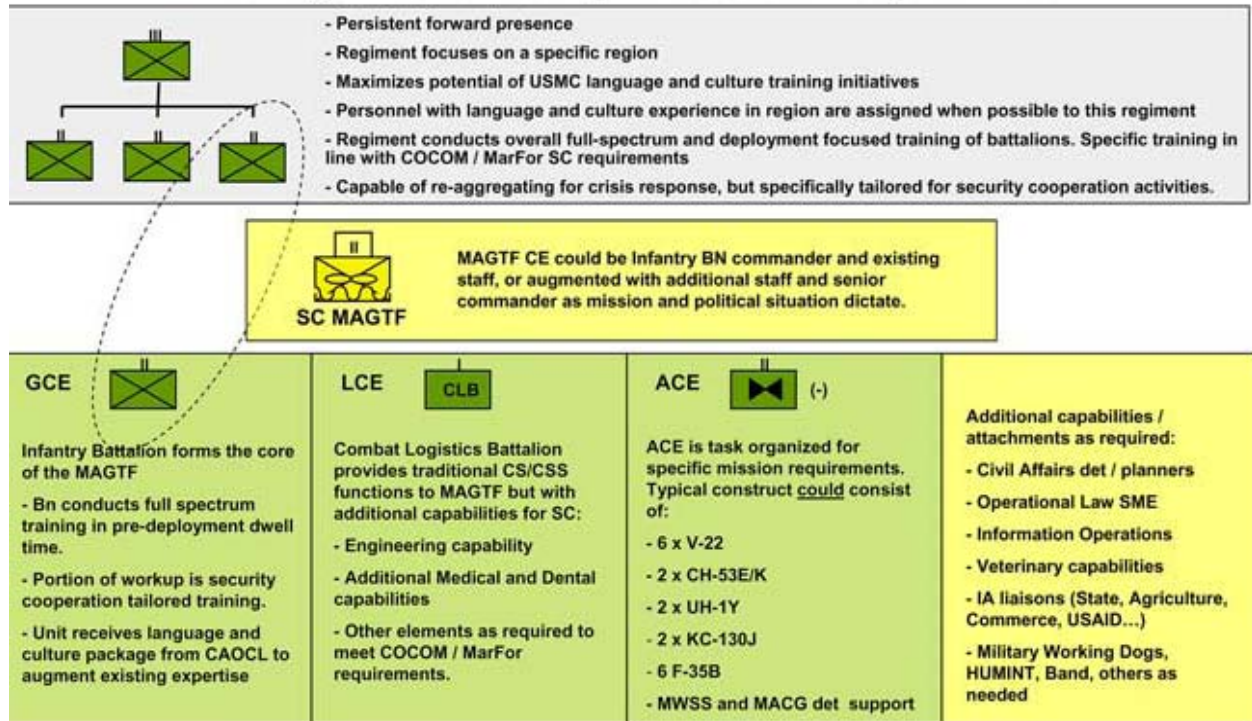 III
II
II
II
- Persistent forward presence
- Regiment focuses on a specific region
- Maximizes potential of USMC language and culture training initiatives
- Personnel with language and culture experience in region are assigned when possible to this regiment
- Regiment conducts overall full-spectrum and deployment focused training of battalions. Specific training in
line with COCOM / MarFor SC requirements
- Capable of re-aggregating for crisis response, but specifically tailored for security cooperation activities.
II
SC MAGTF
MAGTF CE could be Infantry BN commander and existing
staff, or augmented with additional staff and senior
commander as mission and political situation dictate.
GCE
II
Infantry Battalion forms the core
of the MAGTF
- Bn conducts full spectrum
training in pre-deployment dwell
time.
- Portion of workup is security
cooperation tailored training.
- Unit receives language and
culture package from CAOCL to
augment existing expertise
LCE
I
CLB
Combat Logistics Battalion
provides traditional CS/CSS
functions to MAGTF but with
additional capabilities for SC:
- Engineering capability
- Additional Medical and Dental
capabilities
- Other elements as required to
meet COCOM / MarFor
requirements.
ACE
II
(-)
ACE is task organized for
specific mission requirements.
Typical construct could consist
of:
- 6 x V-22
- 2 x CH-53E/K
- 2 x UH-1Y
- 2 x KC-130J
- 6 F-35B
- MWSS and MACG det support
Additional capabilities /
attachments as required:
- Civil Affairs det / planners
- Operational Law SME
- Information Operations
- Veterinary capabilities
- IA liaisons (State, Agriculture,
Commerce, USAID...)
- Military Working Dogs,
HUMINT, Band, others as
needed